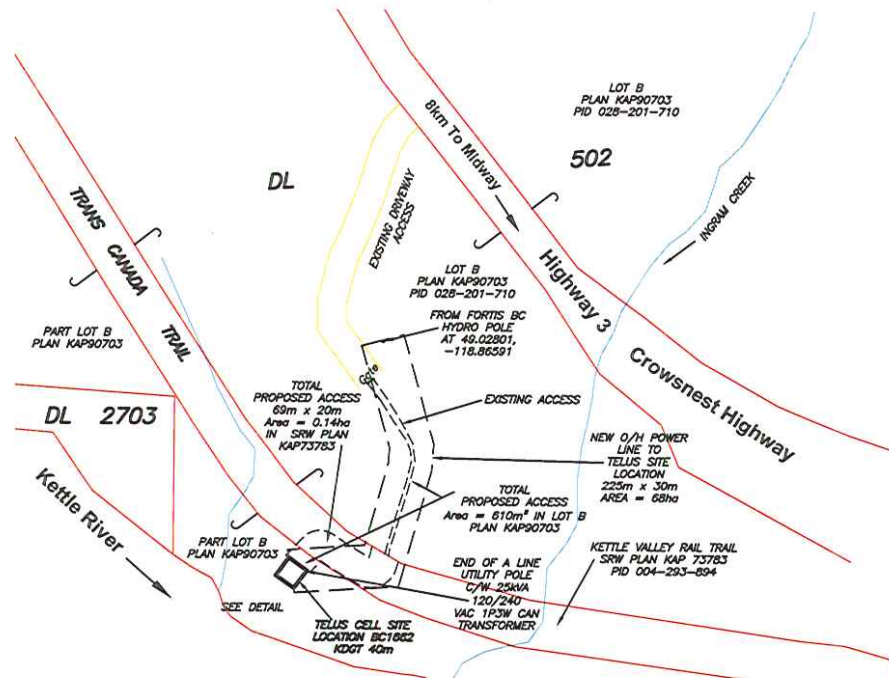 LOT B
PLAN KAP90703
PID 028-201-710
8km To Midway
502
DL
TRANS CANADA TRAIL
EXISTING DRIVEWAY
ACCESS
INGRAM CREEK
LOT B
PLAN KAP90703
PID 028-201-710
Highway 3
Crowsnest Highway
FROM FORTIS BC
HYDRO POLE
AT 49.02801,
-118.86591
PART LOT B
PLAN KAP90703
Gate
TOTAL
PROPOSED ACCESS
69m x 20m
Area = 0.14ha
IN SRW PLAN
KAP73783
EXISTING ACCESS
DL 2703
NEW O/H POWER
LINE TO
TELUS SITE
LOCATION
225m x 30m
AREA = 68ha
Kettle River
TOTAL
PROPOSED ACCESS
Area = 610m² IN LOT B
PLAN KAP90703
PART LOT B
PLAN KAP90703
KETTLE VALLEY RAIL TRAIL
SRW PLAN KAP 73783
PID 004-293-894
END OF A LINE
UTILITY POLE
C/W 25kVA
120/240
VAC 1P3W CAN
TRANSFORMER
SEE DETAIL
TELUS CELL SITE
LOCATION BC1662
KDGT 40m